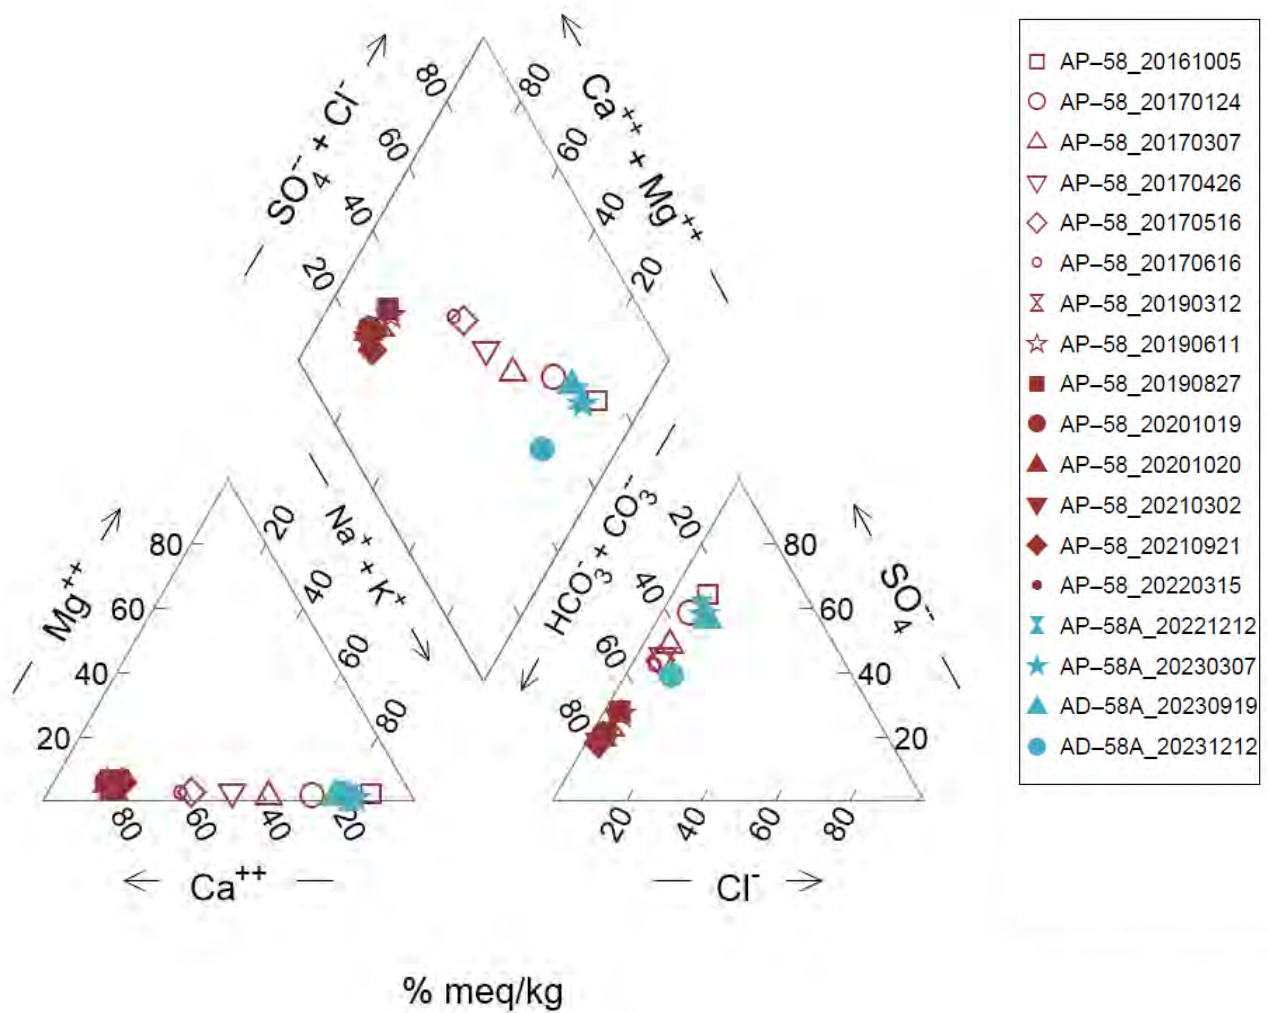 SO₄⁻⁻ + Cl⁻
Ca⁺⁺ + Mg⁺⁺
80
60
40
20
80
60
40
20
Mg⁺⁺
80
60
40
20
20
40
60
80
Na⁺ + K⁺
80
60
40
20
Ca⁺⁺
HCO₃⁻ + CO₃⁻⁻
20
40
60
80
SO₄⁻⁻
80
60
40
20
20
40
60
80
Cl⁻
% meq/kg
AP–58_20161005
AP–58_20170124
AP–58_20170307
AP–58_20170426
AP–58_20170516
AP–58_20170616
AP–58_20190312
AP–58_20190611
AP–58_20190827
AP–58_20201019
AP–58_20201020
AP–58_20210302
AP–58_20210921
AP–58_20220315
AP–58A_20221212
AP–58A_20230307
AD–58A_20230919
AD–58A_20231212